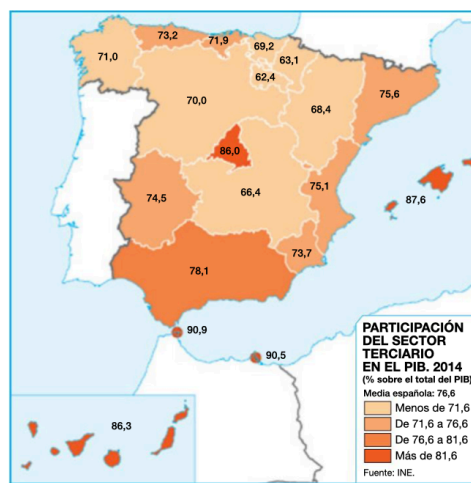 73,2
71,9
69,2
71,0
63,1
62,4
75,6
70,0
68,4
86,0
75,1
87,6
74,5
66,4
73,7
78,1
90,9
90,5
86,3
PARTICIPACIÓN
DEL SECTOR
TERCIARIO
EN EL PIB. 2014
(% sobre el total del PIB)
Media española: 76,6
Menos de 71,6
De 71,6 a 76,6
De 76,6 a 81,6
Más de 81,6
Fuente: INE.